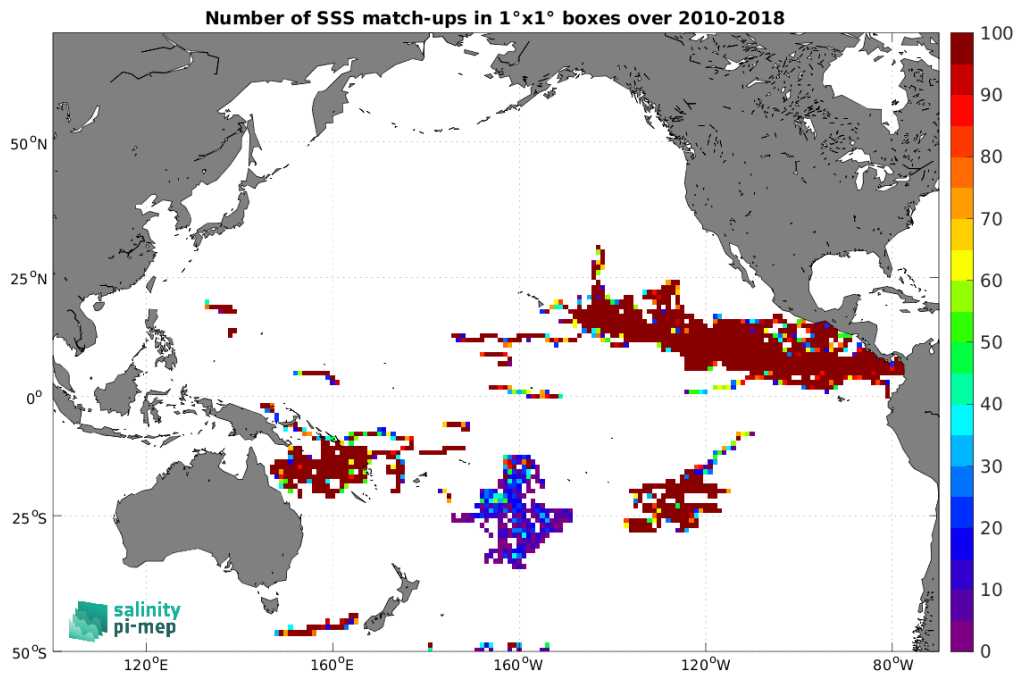 Number of SSS match-ups in 1°x1° boxes over 2010-2018
100
90
80
70
60
50
40
30
20
10
0
50°N
25°N
0°
25°S
50°S
120°E
160°E
160°W
120°W
80°W
salinity
pi-mep